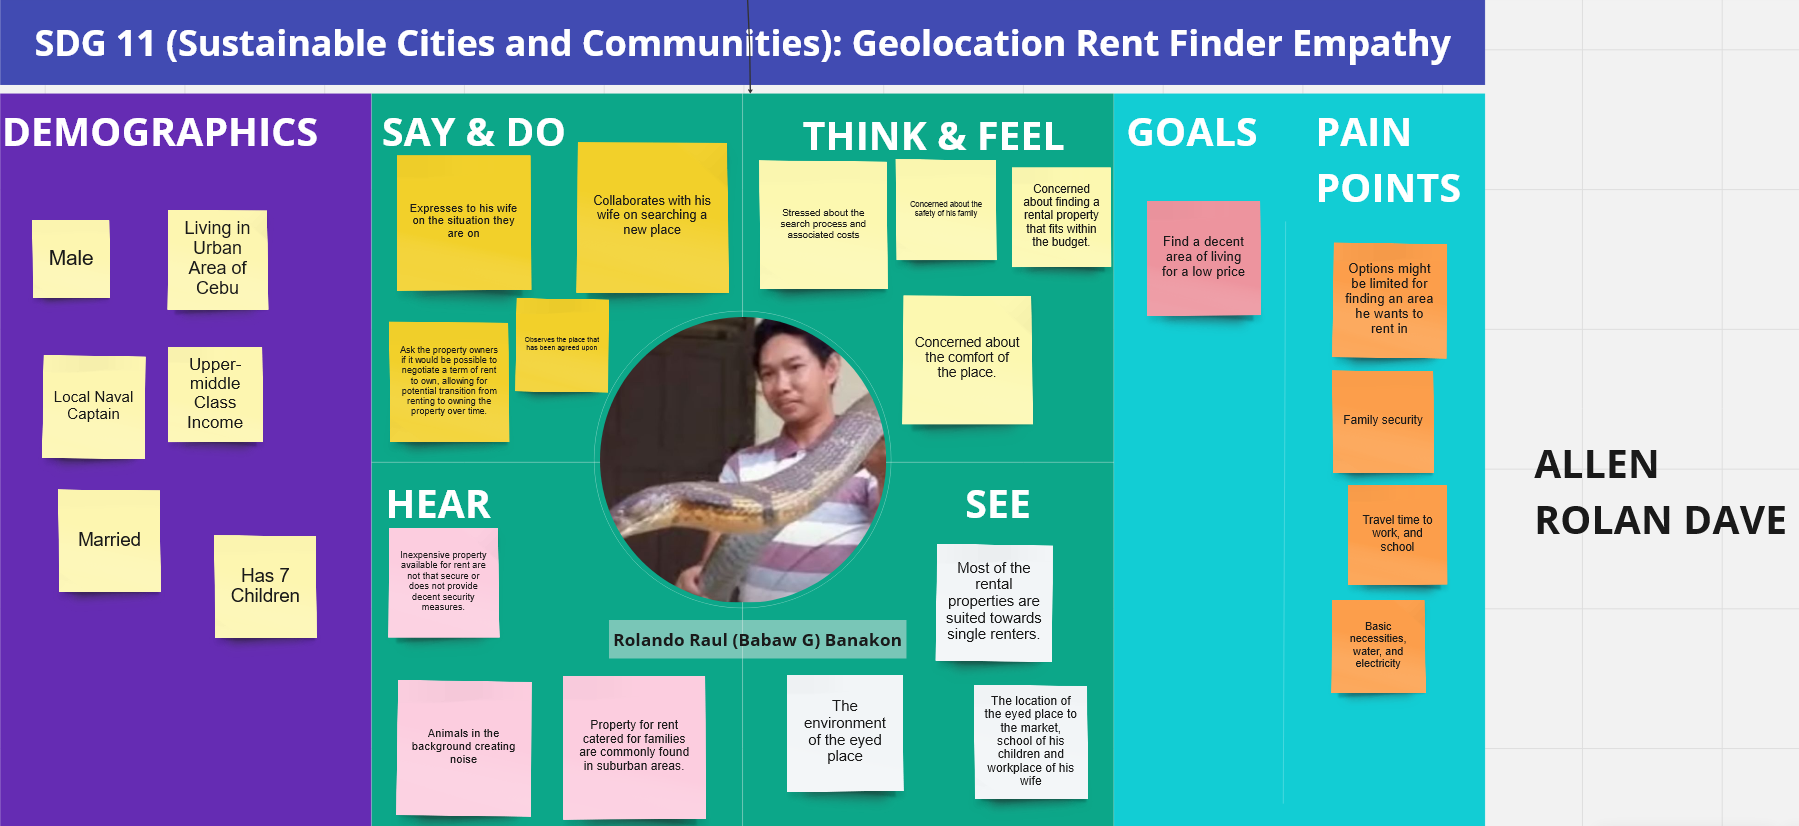 SDG 11 (Sustainable Cities and Communities): Geolocation Rent Finder Empathy
DEMOGRAPHICS
Male
Living in
Urban
Area of
Cebu
Local Naval
Captain
Upper-
middle
Class
Income
Married
Has 7
Children
SAY & DO
Expresses to his wife
on the situation they
are on
Collaborates with his
wife on searching a
new place
Ask the property owners
if it would be possible to
negotiate a term of rent
to own, allowing for
potential transition from
renting to owning the
property over time.
Observes the place that
has been agreed upon
THINK & FEEL
Stressed about the
search process and
associated costs
Concerned about the
safety of his family
Concerned
about finding a
rental property
that fits within
the budget.
Concerned about
the comfort of
the place.
HEAR
Inexpensive property
available for rent are
not that secure or
does not provide
decent security
measures.
Animals in the
background creating
noise
Property for rent
catered for families
are commonly found
in suburban areas.
Rolando Raul (Babaw G) Banakon
SEE
Most of the
rental
properties are
suited towards
single renters.
The
environment
of the eyed
place
The location of
the eyed place to
the market,
school of his
children and
workplace of his
wife
GOALS
Find a decent
area of living
for a low price
PAIN
POINTS
Options might
be limited for
finding an area
he wants to
rent in
Family security
Travel time to
work, and
school
Basic
necessities,
water, and
electricity
ALLEN
ROLAN DAVE